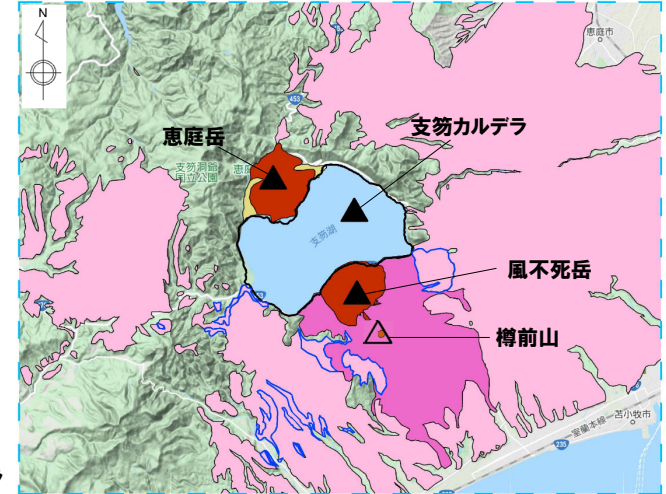 N
恵庭市
453
支笏カルデラ
恵庭岳
支笏洞爺
国立公園
恵庭
支笏湖
風不死岳
樽前山
苫小牧市
室蘭本線
235